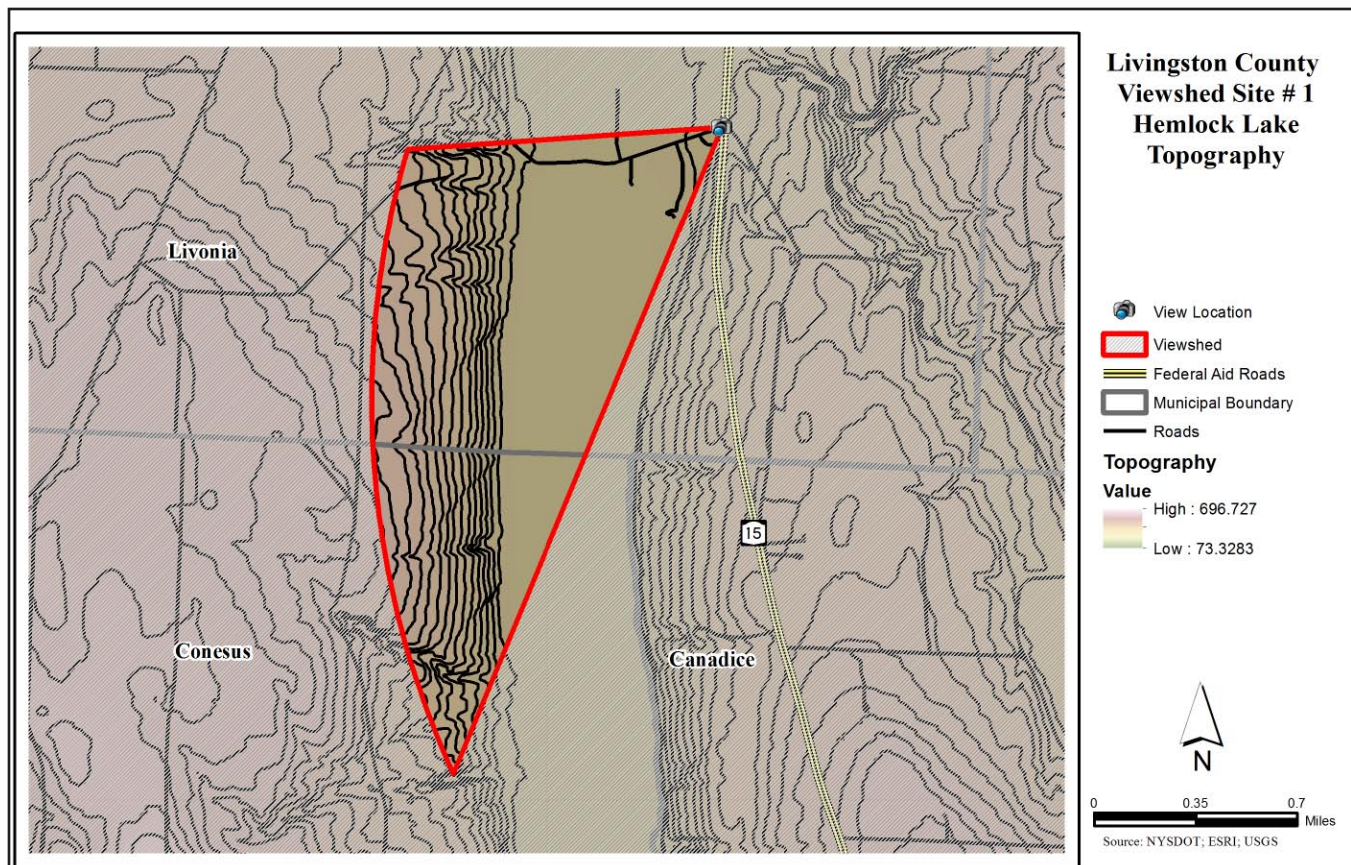 Livingston County
Viewshed Site # 1
Hemlock Lake
Topography
Livonia
Conesus
Canadice
15
View Location
Viewshed
Federal Aid Roads
Municipal Boundary
Roads
Topography
Value
High : 696.727
Low : 73.3283
N
0 0.35 0.7
Miles
Source: NYSDOT; ESRI; USGS